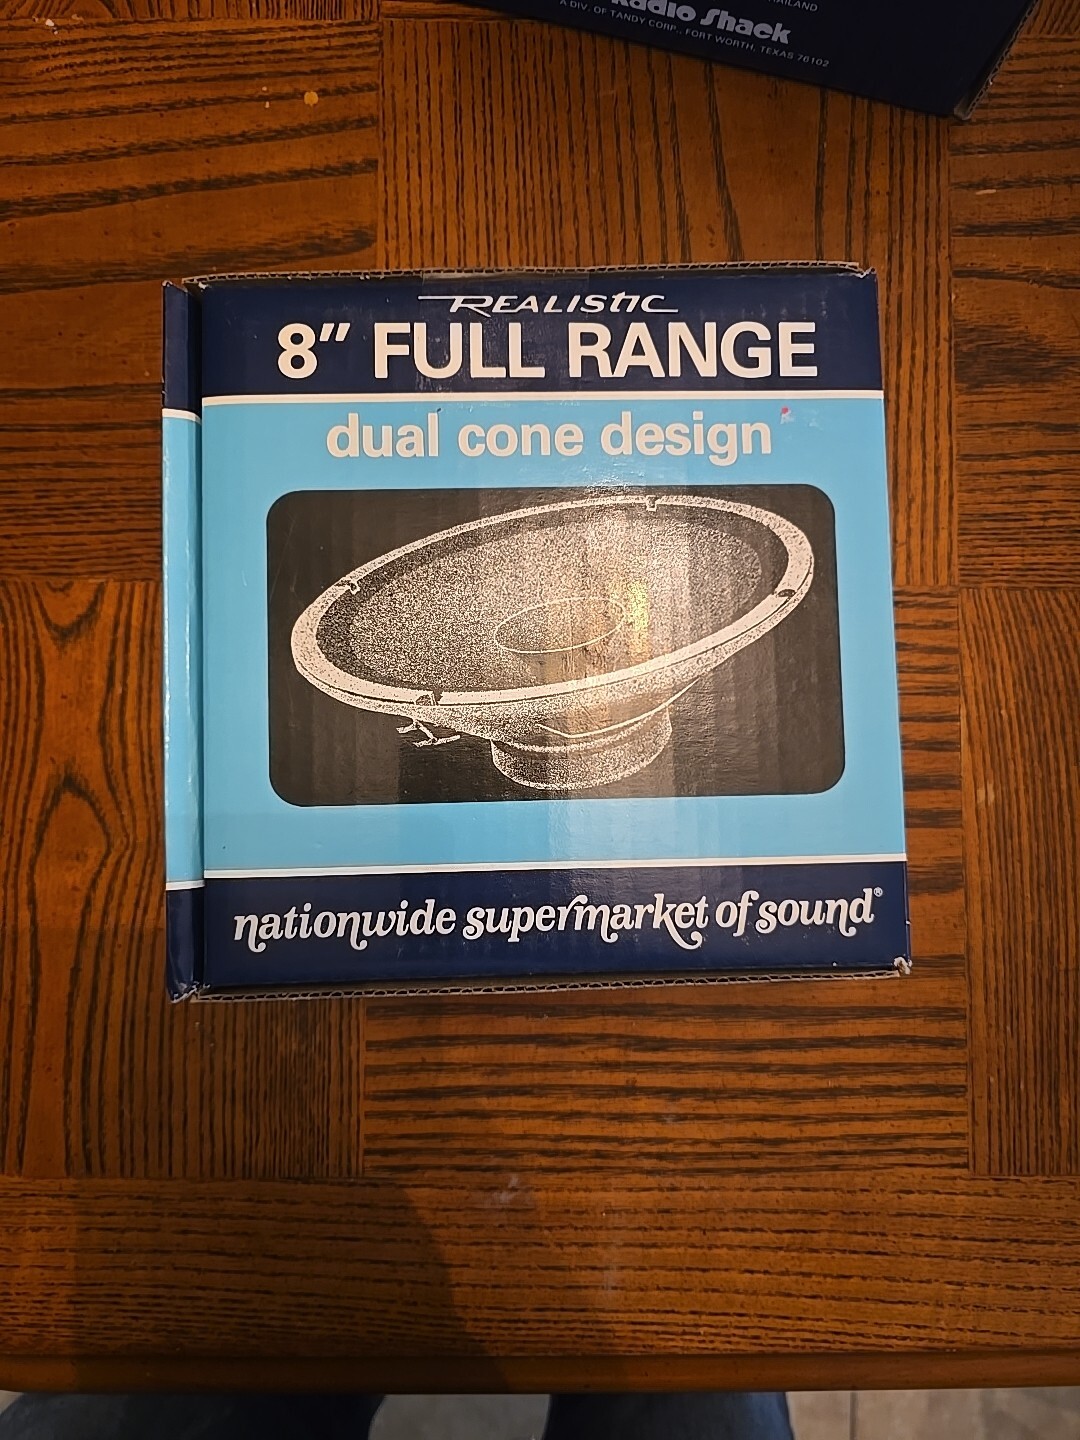 Radio Shack
A DIV. OF TANDY CORP., FORT WORTH, TEXAS 76102
REALISTIC
8" FULL RANGE
dual cone design
nationwide supermarket of sound®